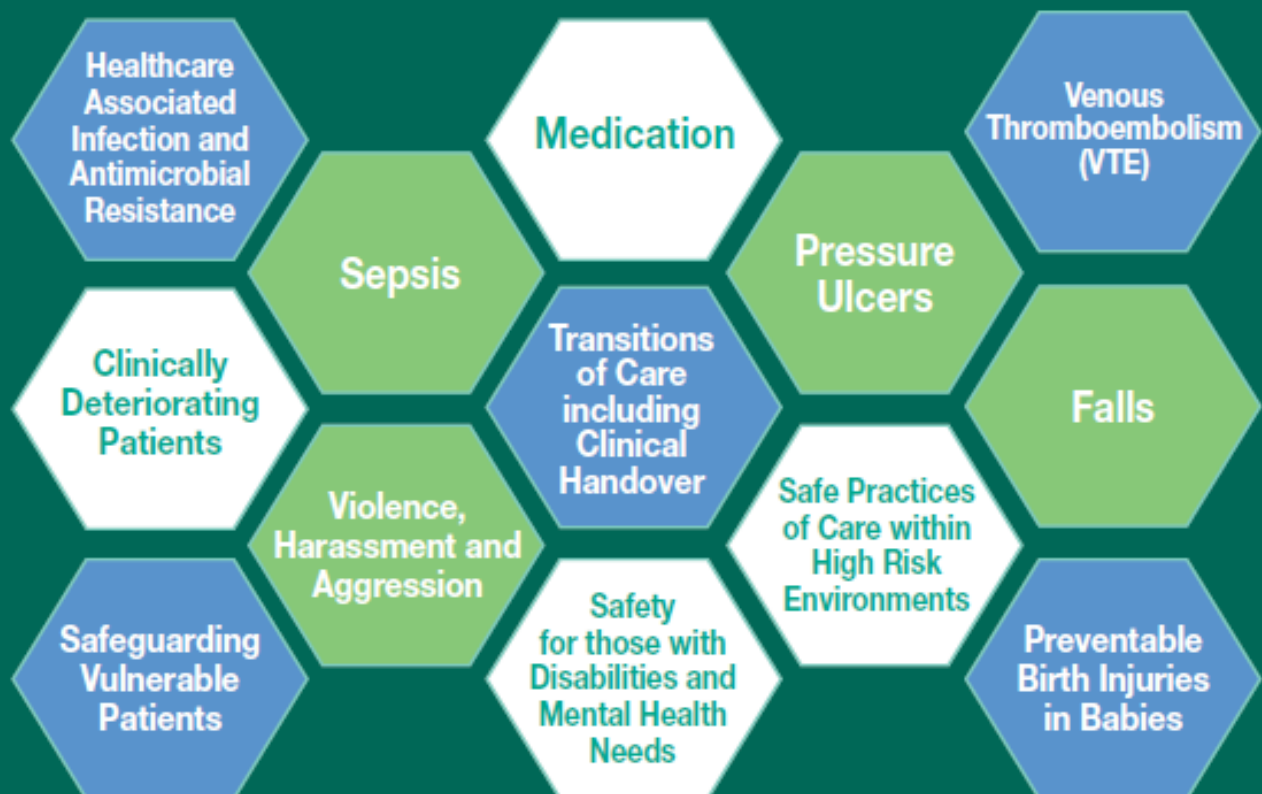 Healthcare
Associated
Infection and
Antimicrobial
Resistance
Medication
Venous
Thromboembolism
(VTE)
Sepsis
Pressure
Ulcers
Clinically
Deteriorating
Patients
Transitions
of Care
including
Clinical
Handover
Falls
Violence,
Harassment and
Aggression
Safe Practices
of Care within
High Risk
Environments
Safeguarding
Vulnerable
Patients
Safety
for those with
Disabilities and
Mental Health
Needs
Preventable
Birth Injuries
in Babies